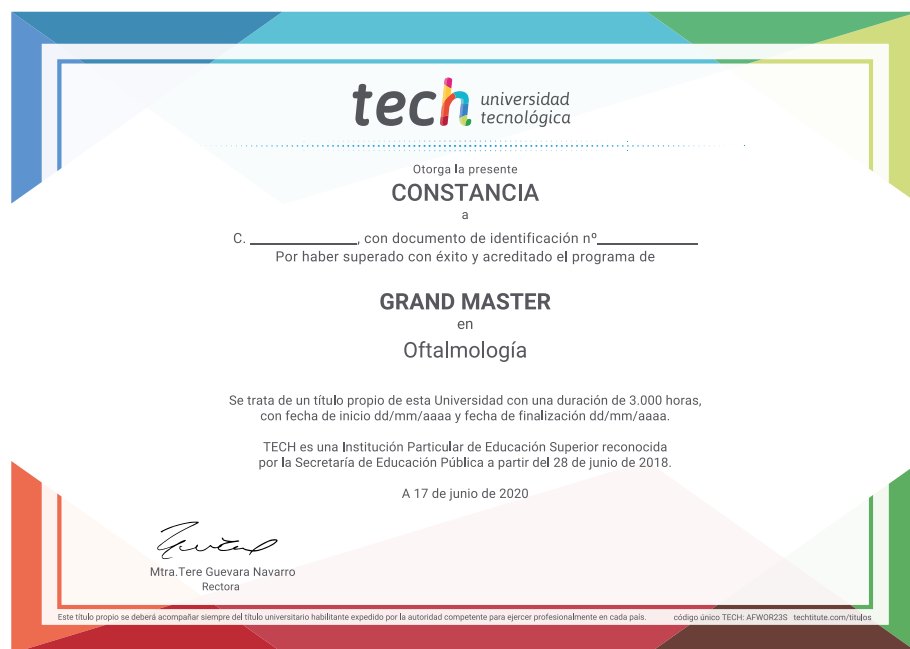 tech universidad
tecnológica
Otorga la presente
CONSTANCIA
a
C. ____________, con documento de identificación nº____________
Por haber superado con éxito y acreditado el programa de
GRAND MASTER
en
Oftalmología
Se trata de un título propio de esta Universidad con una duración de 3.000 horas,
con fecha de inicio dd/mm/aaaa y fecha de finalización dd/mm/aaaa.
TECH es una Institución Particular de Educación Superior reconocida
por la Secretaría de Educación Pública a partir del 28 de junio de 2018.
A 17 de junio de 2020
Mtra.Tere Guevara Navarro
Rectora
Este título propio se deberá acompañar siempre del título universitario habilitante expedido por la autoridad competente para ejercer profesionalmente en cada país. código único TECH: AFWOR23S techtitute.com/titulos